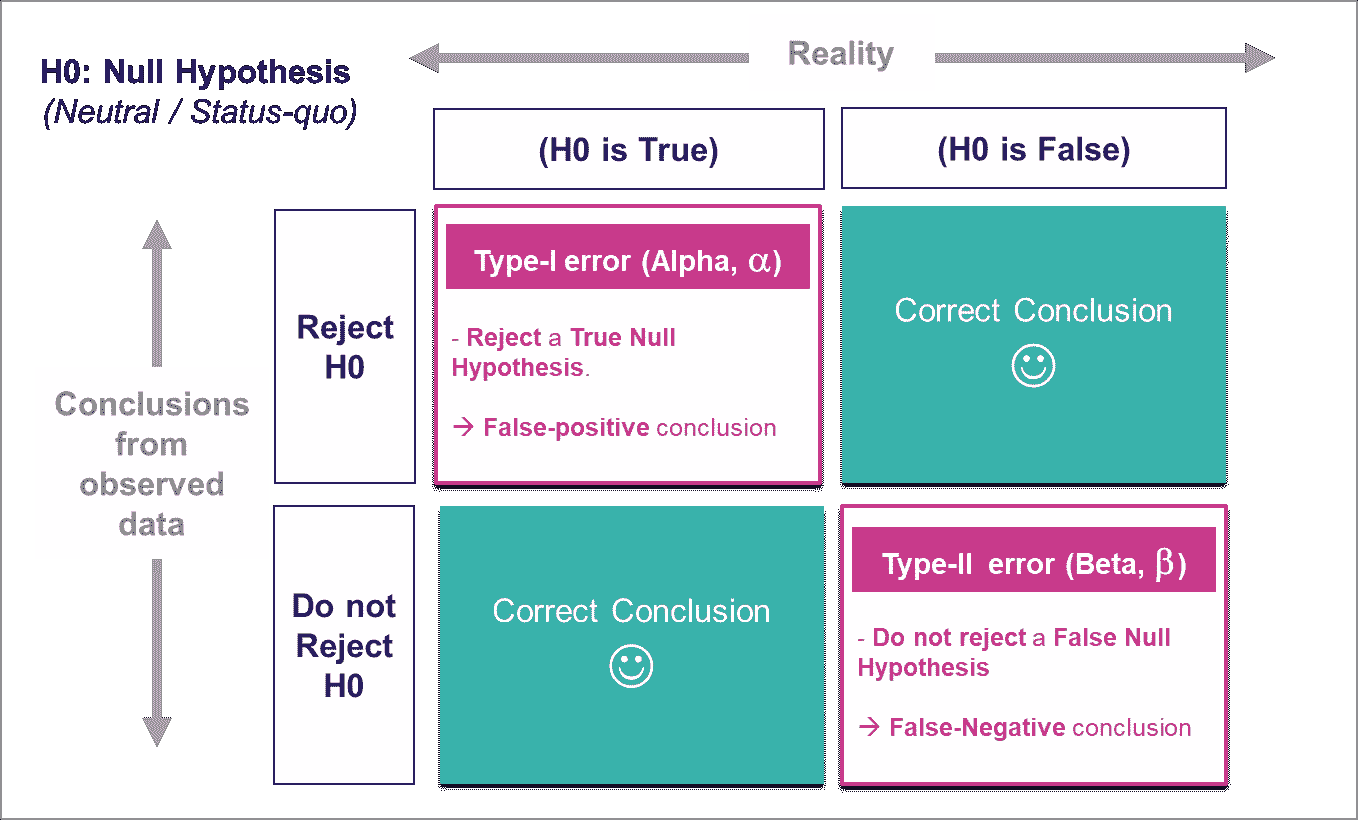 Reality
H0: Null Hypothesis
(Neutral / Status-quo)
(H0 is True)
(H0 is False)
Conclusions
from
observed
data
Reject
H0
Type-I error (Alpha, α)
- Reject a True Null
Hypothesis.
→ False-positive conclusion
Correct Conclusion
Do not
Reject
H0
Correct Conclusion
Type-II error (Beta, β)
- Do not reject a False Null
Hypothesis
→ False-Negative conclusion